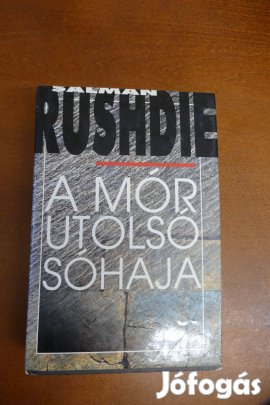 SALMAN
RUSHDIE
A MÓR
UTOLSÓ
SÓHAJA
Jófogás